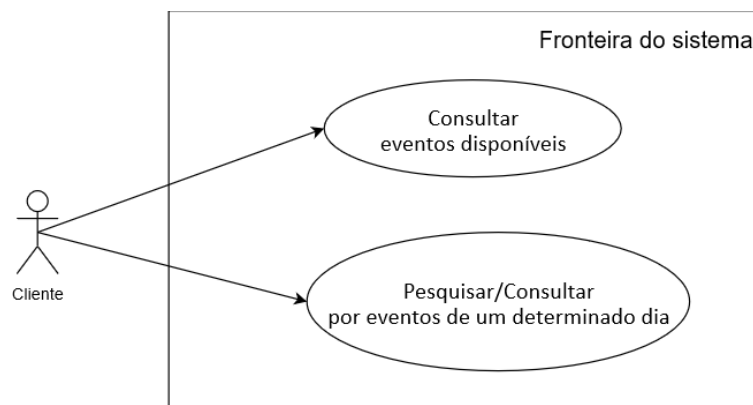 Fronteira do sistema
Consultar
eventos disponíveis
Cliente
Pesquisar/Consultar
por eventos de um determinado dia